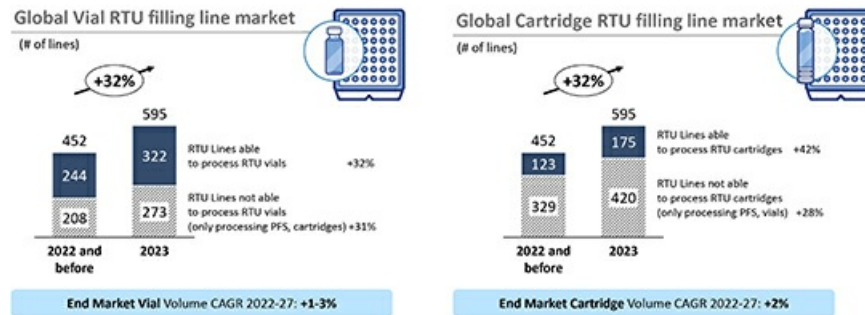 Global Vial RTU filling line market
(# of lines)
+32%
595
452
322
RTU Lines able
to process RTU vials +32%
244
RTU Lines not able
to process RTU vials
(only processing PFS, cartridges) +31%
208
273
2022 and
before
2023
End Market Vial Volume CAGR 2022-27: +1-3%
Global Cartridge RTU filling line market
(# of lines)
+32%
595
452
175
RTU Lines able
to process RTU cartridges +42%
123
RTU Lines not able
to process RTU cartridges
(only processing PFS, vials) +28%
329
420
2022 and
before
2023
End Market Cartridge Volume CAGR 2022-27: +2%